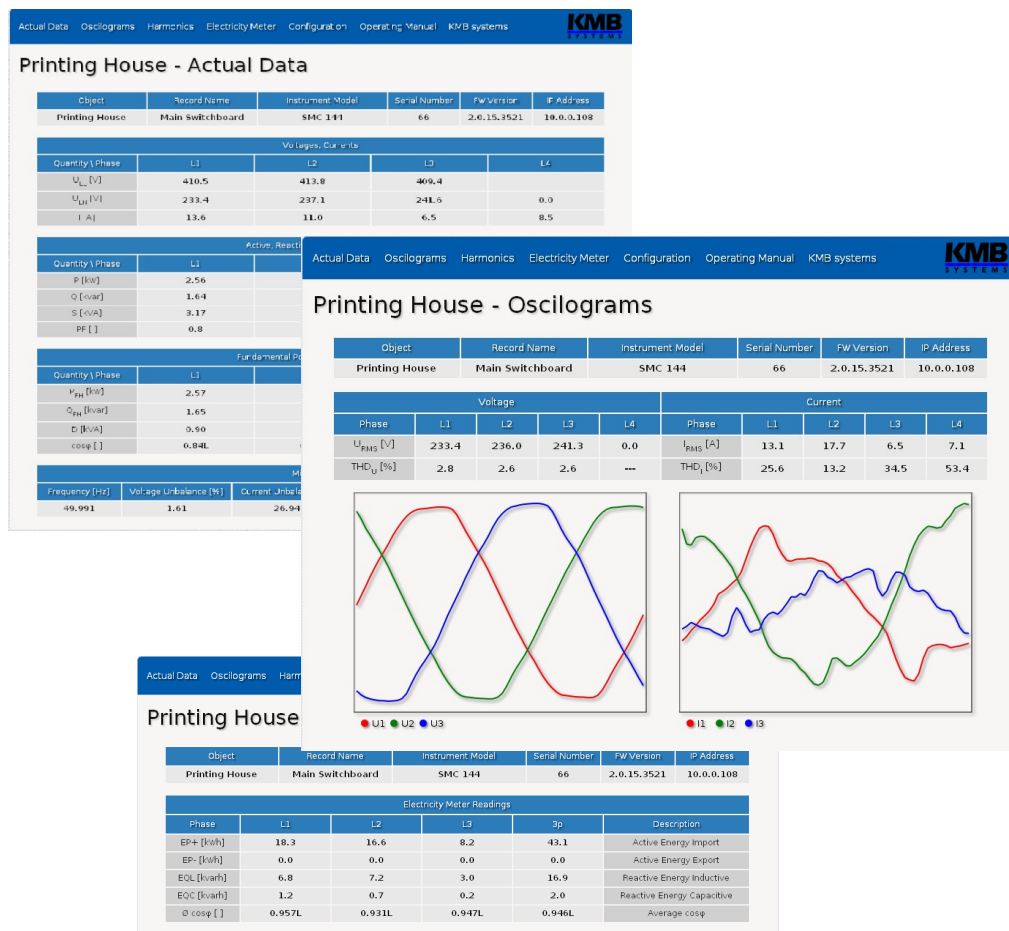 Actual Data Oscilograms Harmonics Electricity Meter Configuration Operating Manual KMB systems KMB
SYSTEMS
Printing House - Actual Data
Object Record Name Instrument Model Serial Number FW Version IP Address
Printing House Main Switchboard SMC 144 66 2.0.15.3521 10.0.0.108
Voltages, Currents
Quantity \ Phase L1 L2 L3 L4
U_LL [V] 410.5 413.8 409.4
U_LN [V] 233.4 237.1 241.6 0.0
I [A] 13.6 11.0 6.5 8.5
Active, Reacti
Quantity \ Phase L1
P [kW] 2.56
Q [kvar] 1.64
S [kVA] 3.17
PF [ ] 0.8
Fundamental Po
Quantity \ Phase L1
P_FH [kW] 2.57
Q_FH [kvar] 1.65
D [kVA] 0.90
cosφ [ ] 0.84L
Mi
Frequency [Hz] Voltage Unbalance [%] Current Unbala
49.991 1.61 26.94
Actual Data Oscilograms Harmonics Electricity Meter Configuration Operating Manual KMB systems KMB
SYSTEMS
Printing House - Oscilograms
Object Record Name Instrument Model Serial Number FW Version IP Address
Printing House Main Switchboard SMC 144 66 2.0.15.3521 10.0.0.108
Voltage Current
Phase L1 L2 L3 L4 Phase L1 L2 L3 L4
U_RMS [V] 233.4 236.0 241.3 0.0 I_RMS [A] 13.1 17.7 6.5 7.1
THD_U [%] 2.8 2.6 2.6 --- THD_I [%] 25.6 13.2 34.5 53.4
U1 U2 U3 I1 I2 I3
Actual Data Oscilograms Harm
Printing House
Object Record Name Instrument Model Serial Number FW Version IP Address
Printing House Main Switchboard SMC 144 66 2.0.15.3521 10.0.0.108
Electricity Meter Readings
Phase L1 L2 L3 3p Description
EP+ [kWh] 18.3 16.6 8.2 43.1 Active Energy Import
EP- [kWh] 0.0 0.0 0.0 0.0 Active Energy Export
EQL [kvarh] 6.8 7.2 3.0 16.9 Reactive Energy Inductive
EQC [kvarh] 1.2 0.7 0.2 2.0 Reactive Energy Capacitive
Ø cosφ [ ] 0.957L 0.931L 0.947L 0.946L Average cosφ